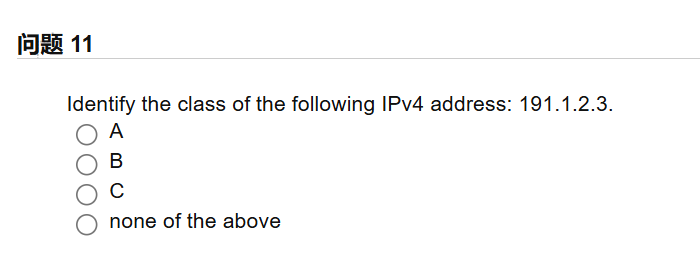 问题 11
Identify the class of the following IPv4 address: 191.1.2.3.
A
B
C
none of the above